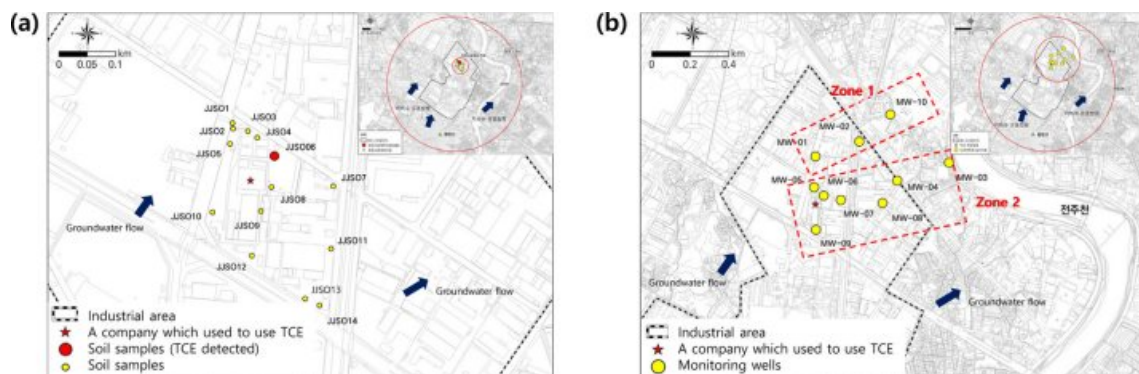 (a)
km
0 0.05 0.1
JJSO1
JJSO3
JJSO2
JJSO4
JJSO06
JJSO5
JJSO7
JJSO8
JJSO10
JJSO9
Groundwater flow
JJSO11
JJSO12
Groundwater flow
JJSO13
JJSO14
Industrial area
A company which used to use TCE
Soil samples (TCE detected)
Soil samples
(b)
km
0 0.2 0.4
Zone 1
MW-10
MW-02
MW-01
MW-03
MW-05
MW-06
MW-04
Zone 2
전주천
MW-07
MW-08
MW-09
Groundwater flow
Groundwater flow
Industrial area
A company which used to use TCE
Monitoring wells